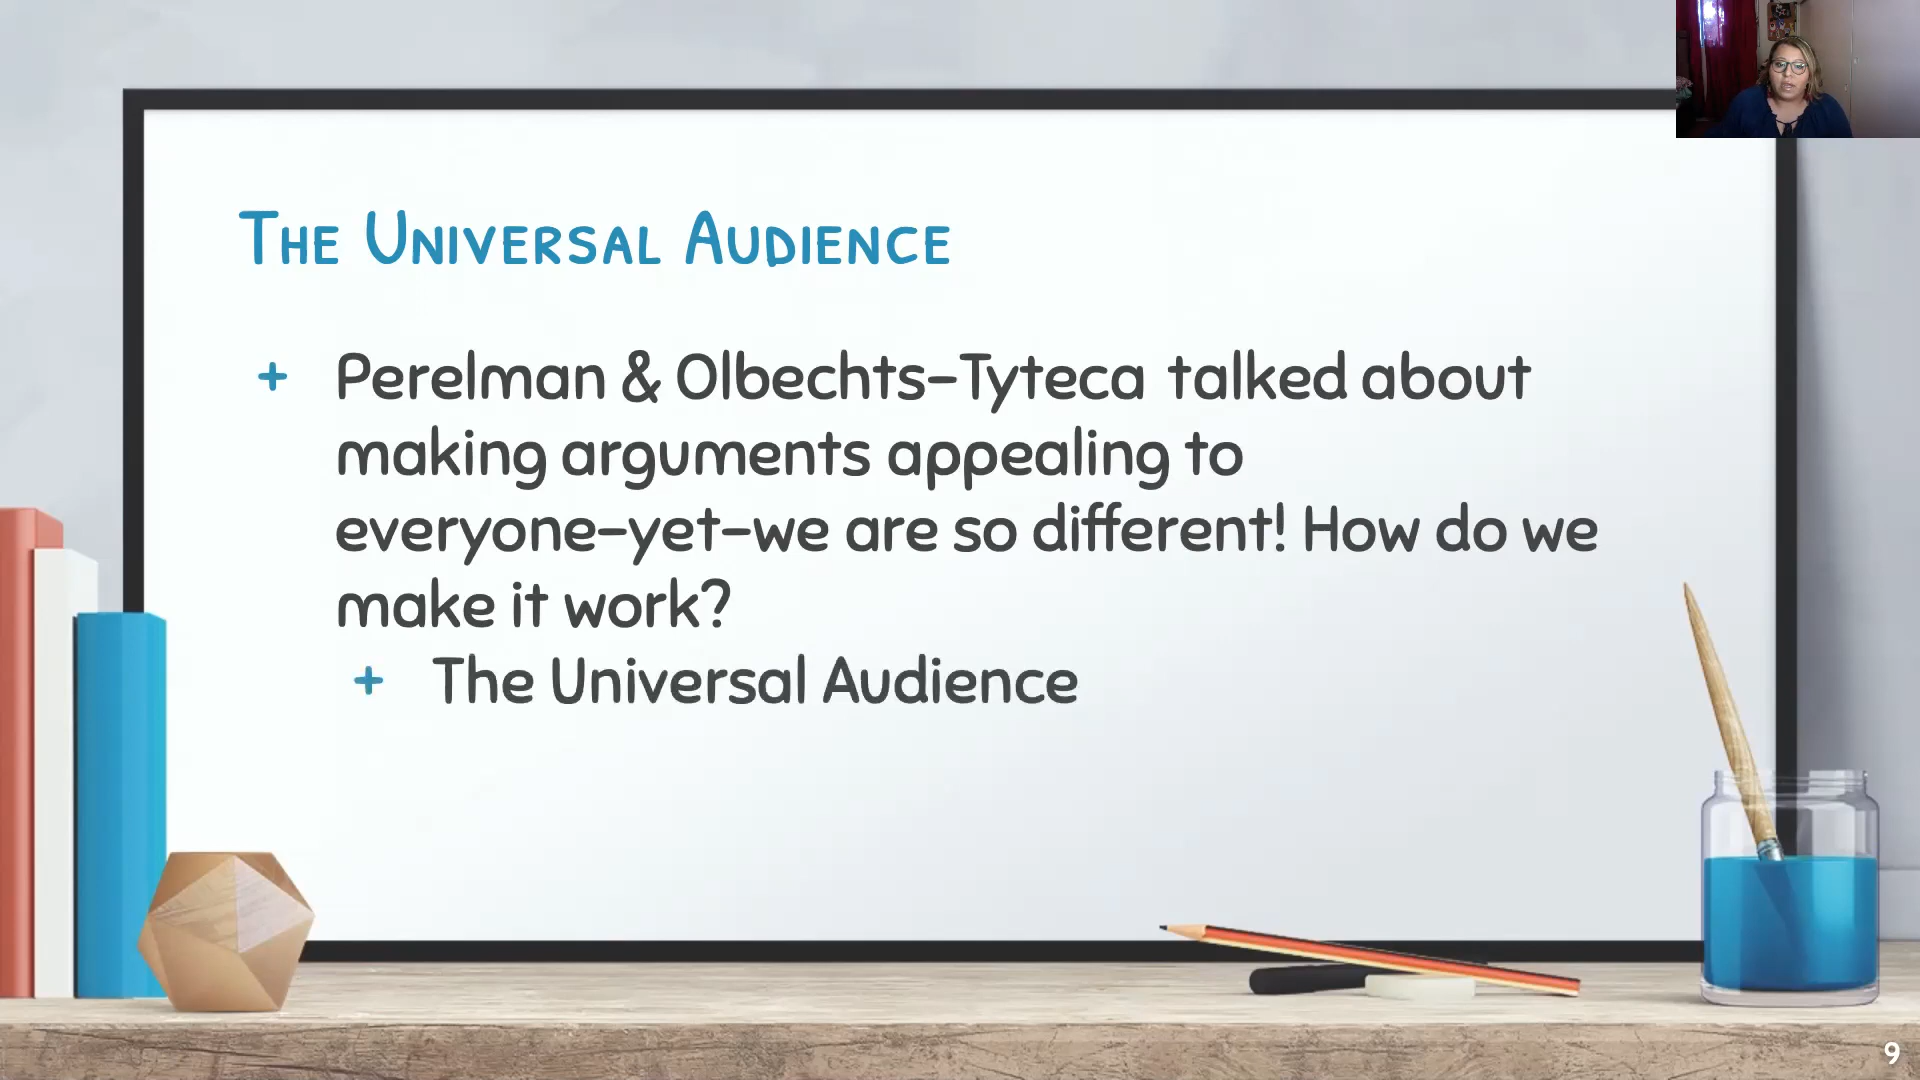 The Universal Audience
+ Perelman & Olbechts-Tyteca talked about
making arguments appealing to
everyone-yet-we are so different! How do we
make it work?
+ The Universal Audience
9